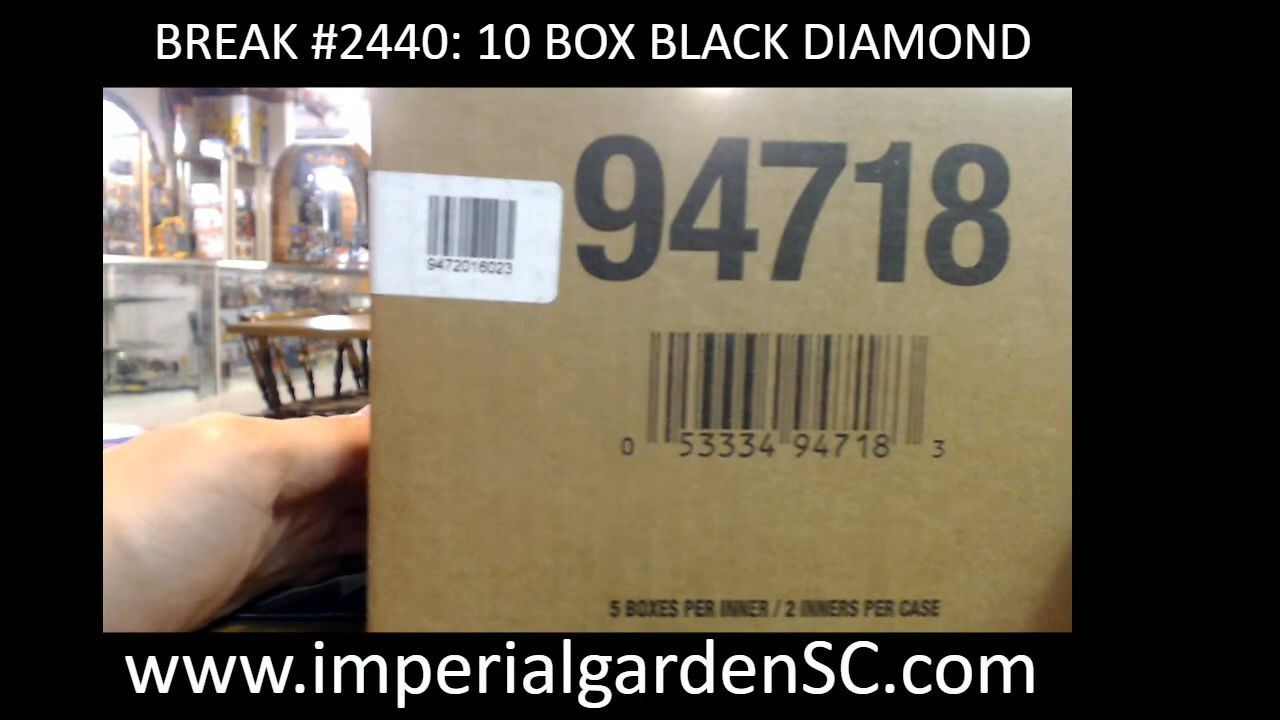 BREAK #2440: 10 BOX BLACK DIAMOND
94718
9472016023
0 53334 94718 3
5 BOXES PER INNER / 2 INNERS PER CASE
www.imperialgardenSC.com